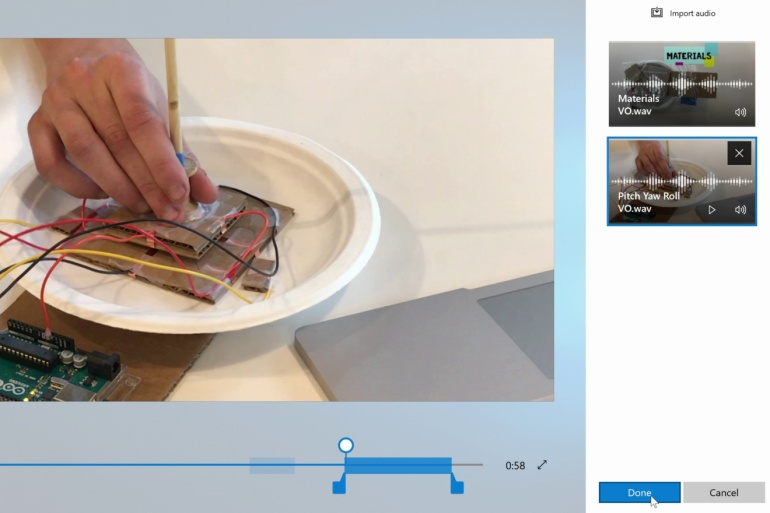 Import audio
MATERIALS
Materials
VO.wav
Pitch Yaw Roll
VO.wav
0:58
Done
Cancel